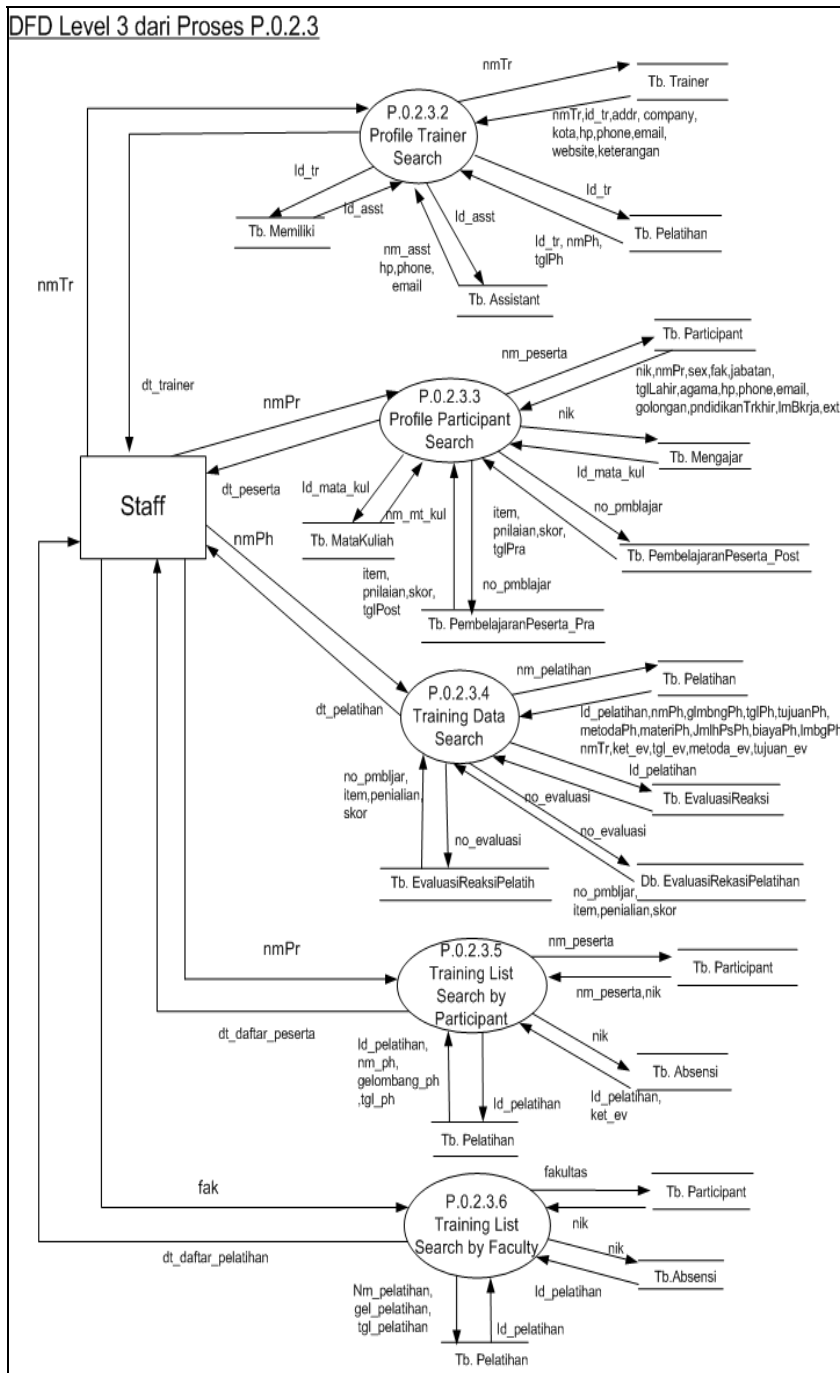 DFD Level 3 dari Proses P.0.2.3
nmTr
Tb. Trainer
P.0.2.3.2
Profile Trainer
Search
nmTr,id_tr,addr, company,
kota,hp,phone,email,
website,keterangan
Id_tr
Id_asst
Tb. Memiliki
Id_asst
nm_asst
hp,phone,
email
Tb. Assistant
Id_tr
Id_tr, nmPh,
tglPh
Tb. Pelatihan
nmTr
dt_trainer
nm_peserta
Tb. Participant
nmPr
P.0.2.3.3
Profile Participant
Search
nik,nmPr,sex,fak,jabatan,
tglLahir,agama,hp,phone,email,
golongan,pndidikanTrkhir,lmBkrja,ext
nik
Tb. Mengajar
Id_mata_kul
dt_peserta
Id_mata_kul
nm_mt_kul
Tb. MataKuliah
item,
pnilaian,skor,
tglPra
no_pmblajar
Tb. PembelajaranPeserta_Post
item,
pnilaian,skor,
tglPost
no_pmblajar
Tb. PembelajaranPeserta_Pra
Staff
nmPh
dt_pelatihan
nm_pelatihan
Tb. Pelatihan
P.0.2.3.4
Training Data
Search
Id_pelatihan,nmPh,glmbngPh,tglPh,tujuanPh,
metodaPh,materiPh,JmlhPsPh,biayaPh,lmbgPh
nmTr,ket_ev,tgl_ev,metoda_ev,tujuan_ev
Id_pelatihan
Tb. EvaluasiReaksi
no_evaluasi
no_pmbljar,
item,penialian,
skor
no_evaluasi
Tb. EvaluasiReaksiPelatih
no_evaluasi
Db. EvaluasiRekasiPelatihan
no_pmbljar,
item,penialian,skor
nmPr
P.0.2.3.5
Training List
Search by
Participant
nm_peserta
Tb. Participant
nm_peserta,nik
dt_daftar_peserta
Id_pelatihan,
nm_ph,
gelombang_ph
,tgl_ph
Id_pelatihan
Tb. Pelatihan
nik
Tb. Absensi
Id_pelatihan,
ket_ev
fak
P.0.2.3.6
Training List
Search by Faculty
fakultas
Tb. Participant
nik
dt_daftar_pelatihan
nik
Tb.Absensi
Id_pelatihan
Nm_pelatihan,
gel_pelatihan,
tgl_pelatihan
Id_pelatihan
Tb. Pelatihan